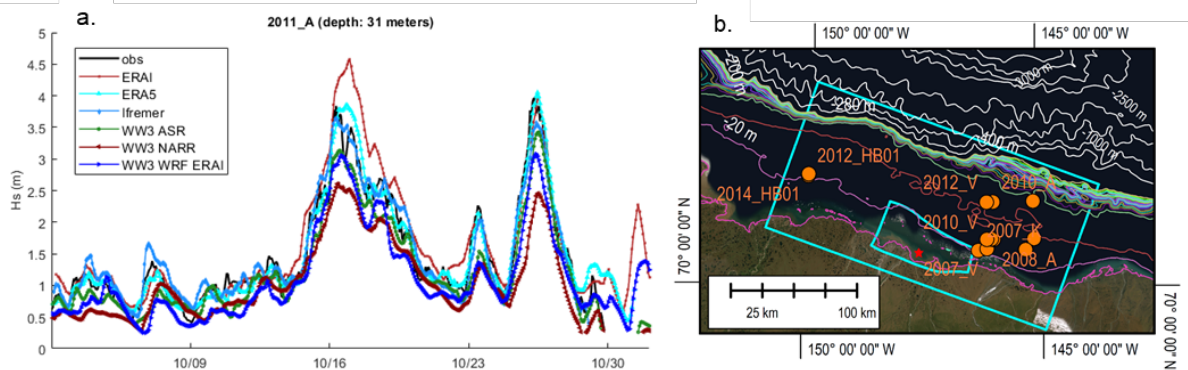 a.
2011_A (depth: 31 meters)
Hs (m)
5
4.5
4
3.5
3
2.5
2
1.5
1
0.5
0
obs
ERAI
ERA5
Ifremer
WW3 ASR
WW3 NARR
WW3 WRF ERAI
10/09
10/16
10/23
10/30
b.
150° 00' 00" W
145° 00' 00" W
-200 m
-280 m
-3000 m
-2500 m
-1000 m
-400 m
-20 m
2012_HB01
2014_HB01
2012_V
2010_V
2007_V
2008_A
70° 00' 00" N
70° 00' 00" N
25 km
100 km
150° 00' 00" W
145° 00' 00" W